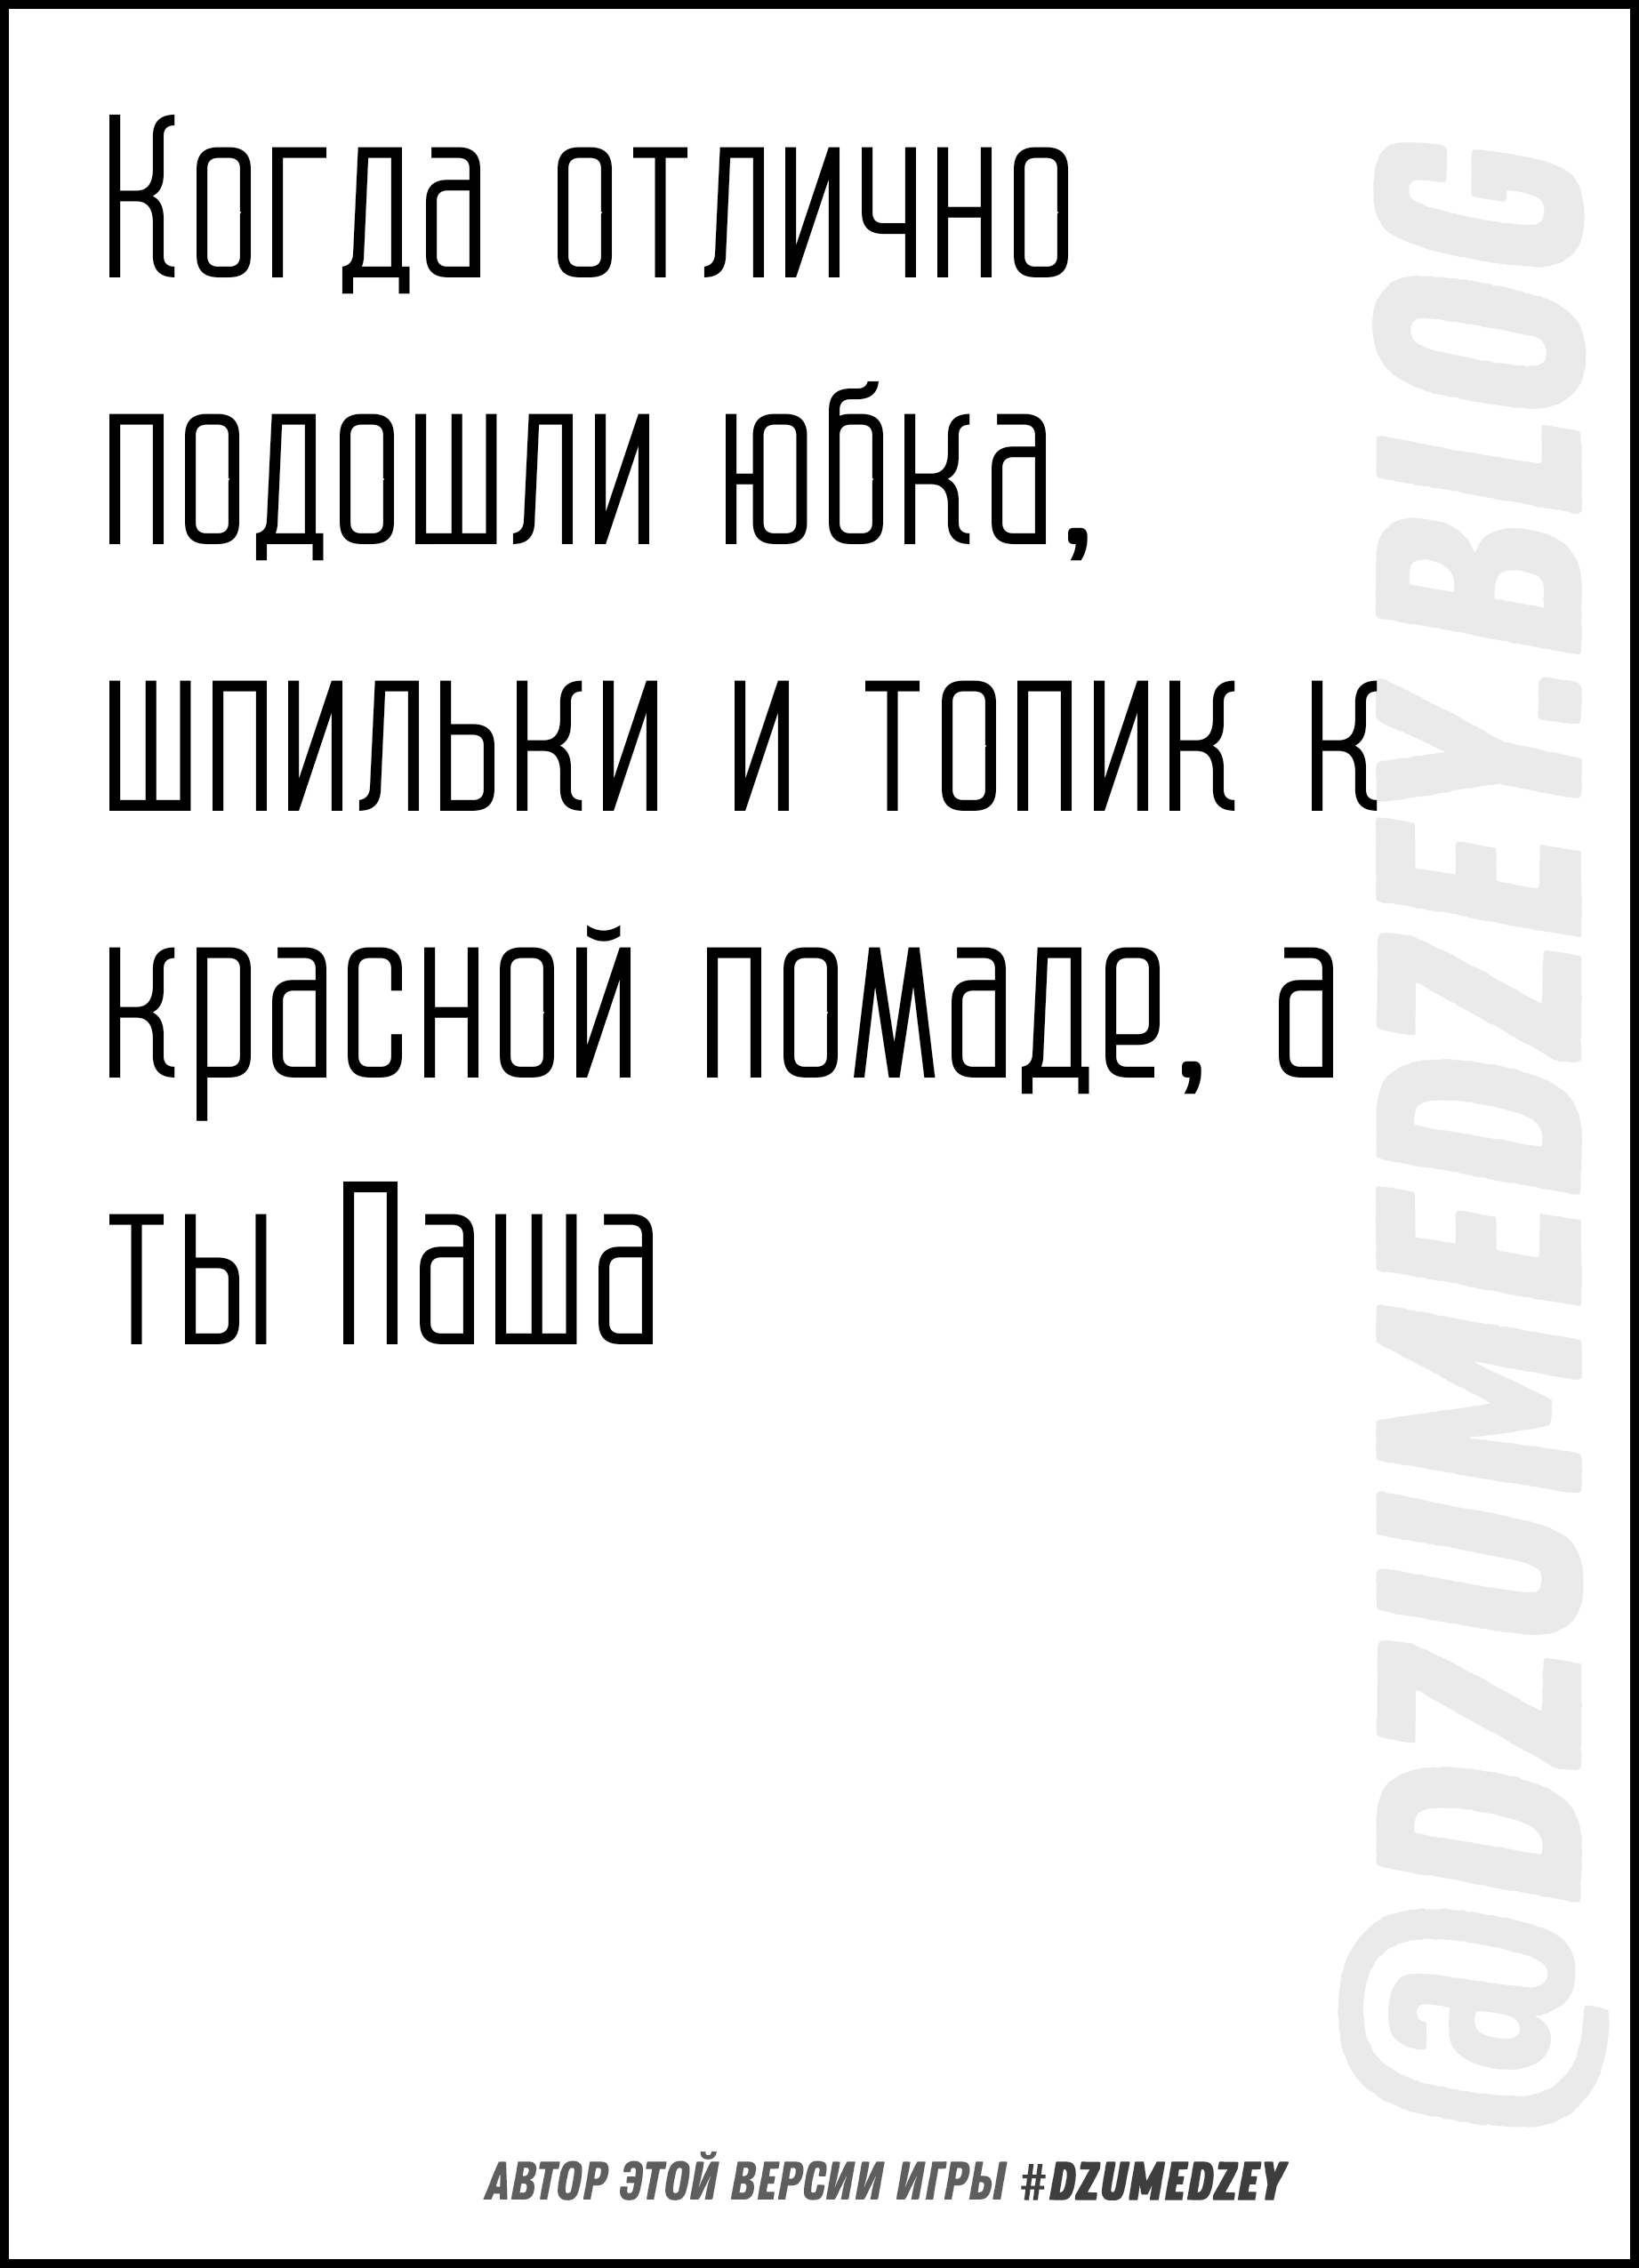 Когда отлично
подошли юбка,
шпильки и топик к
красной помаде, а
ты Паша
@DZUMEDZEY.BLOG
АВТОР ЭТОЙ ВЕРСИИ ИГРЫ #DZUMEDZEY